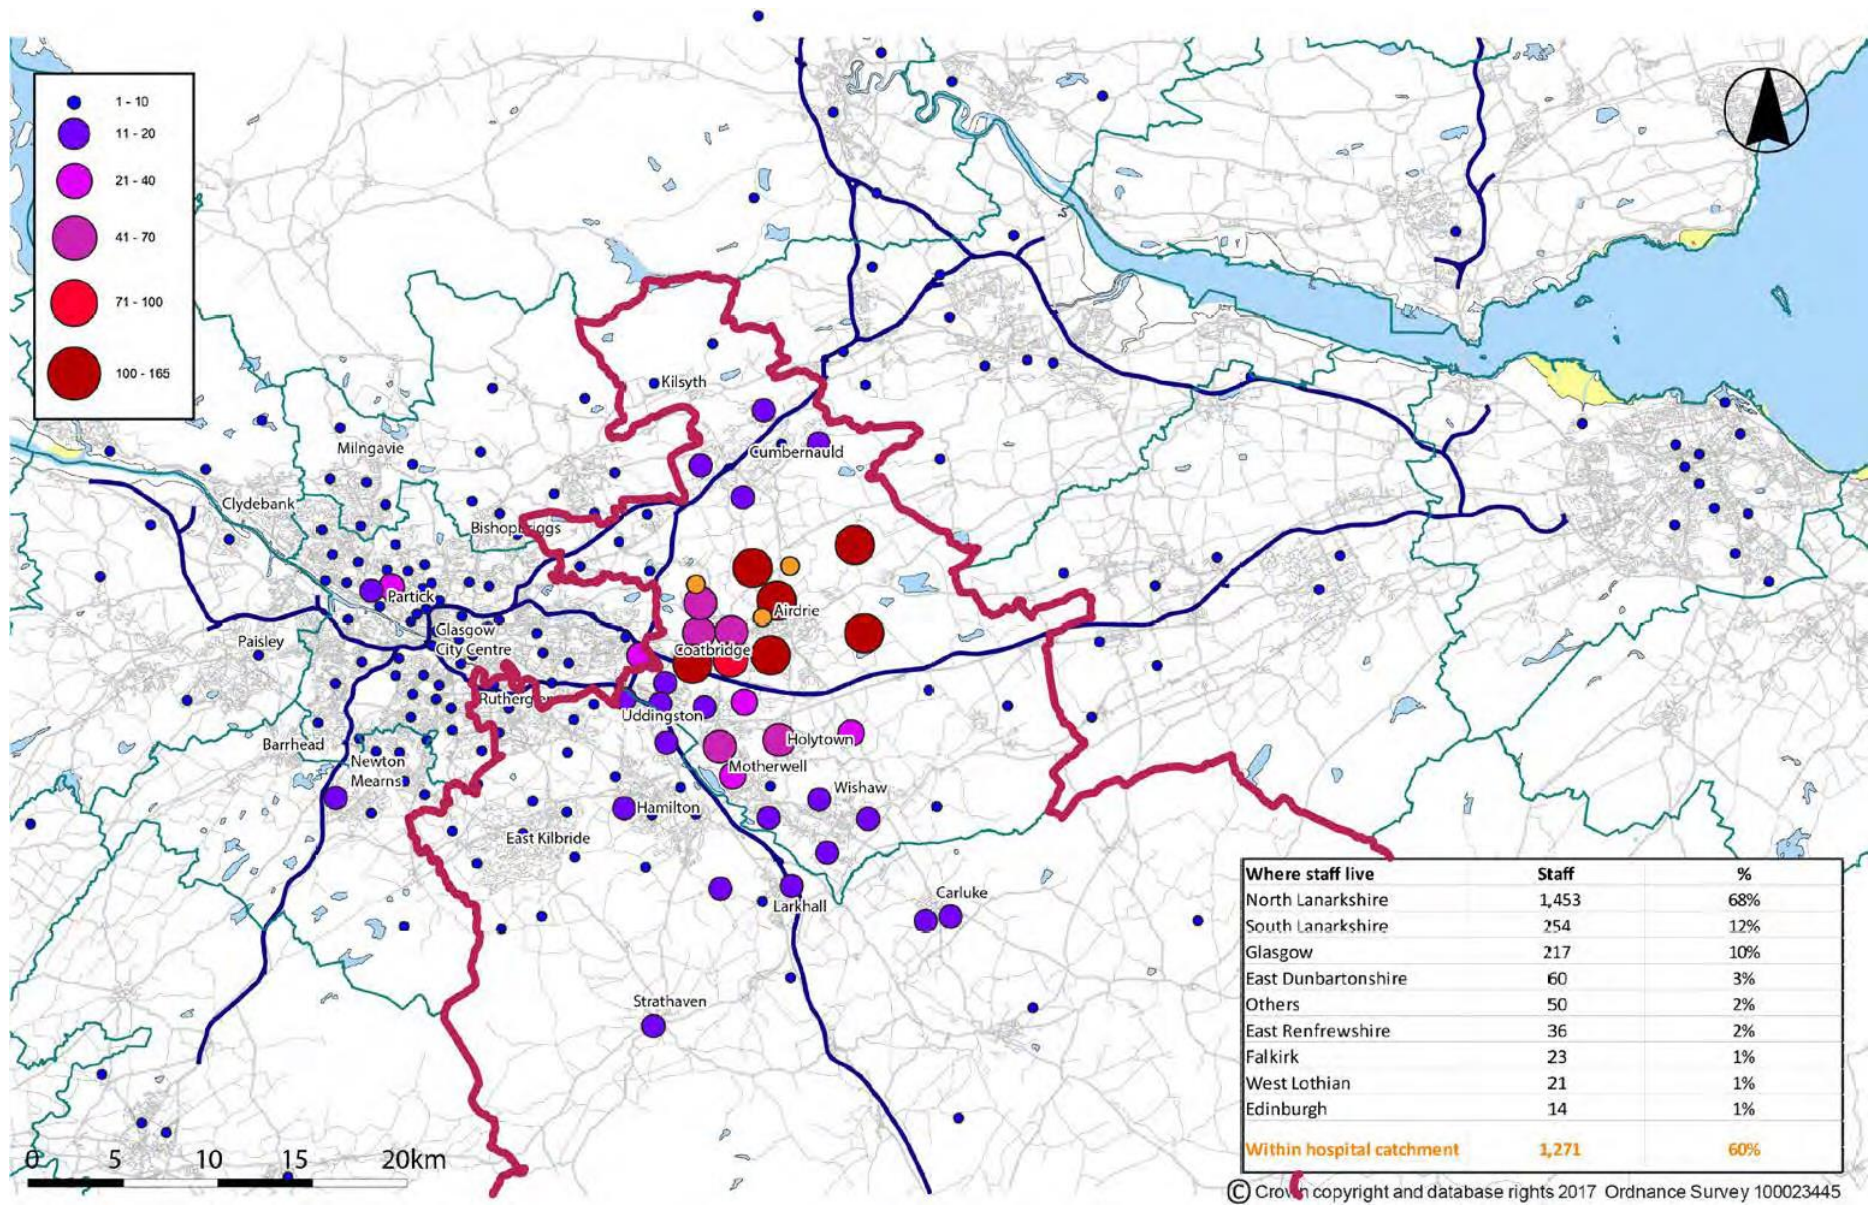 1 - 10
11 - 20
21 - 40
41 - 70
71 - 100
100 - 165
Kilsyth
Milngavie
Cumbernauld
Clydebank
Bishopbriggs
Partick
Airdrie
Paisley
Glasgow
City Centre
Coatbridge
Rutherglen
Uddingston
Barrhead
Holytown
Newton
Mearns
Motherwell
Wishaw
Hamilton
East Kilbride
Carluke
Larkhall
Strathaven
Where staff live Staff %
North Lanarkshire 1,453 68%
South Lanarkshire 254 12%
Glasgow 217 10%
East Dunbartonshire 60 3%
Others 50 2%
East Renfrewshire 36 2%
Falkirk 23 1%
West Lothian 21 1%
Edinburgh 14 1%
Within hospital catchment 1,271 60%
0 5 10 15 20km
© Crown copyright and database rights 2017 Ordnance Survey 100023445